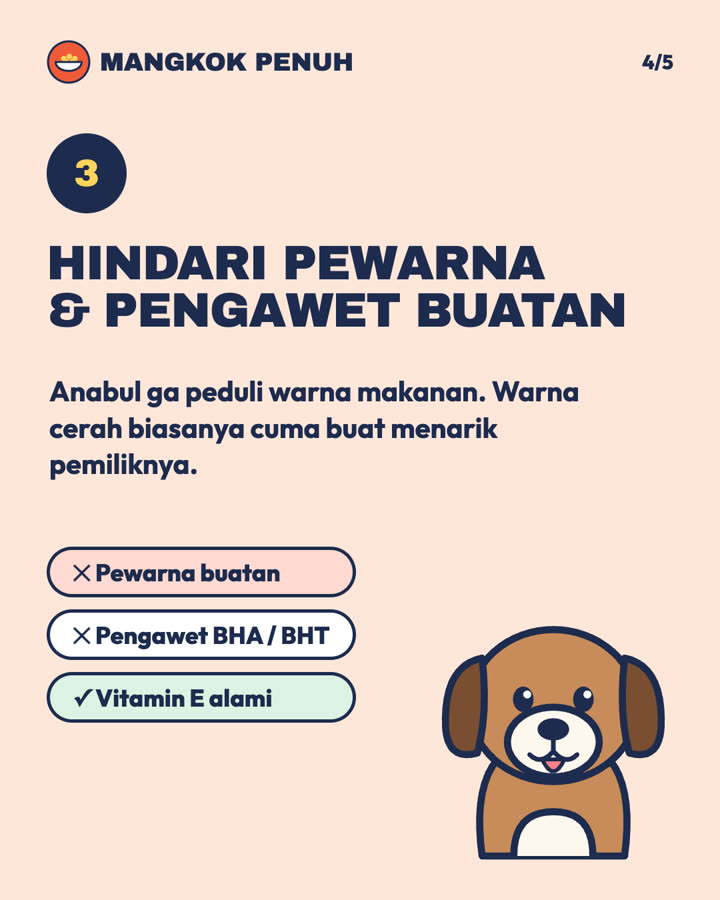 MANGKOK PENUH
4/5
3
HINDARI PEWARNA
& PENGAWET BUATAN
Anabul ga peduli warna makanan. Warna
cerah biasanya cuma buat menarik
pemiliknya.
✕ Pewarna buatan
✕ Pengawet BHA / BHT
✓ Vitamin E alami